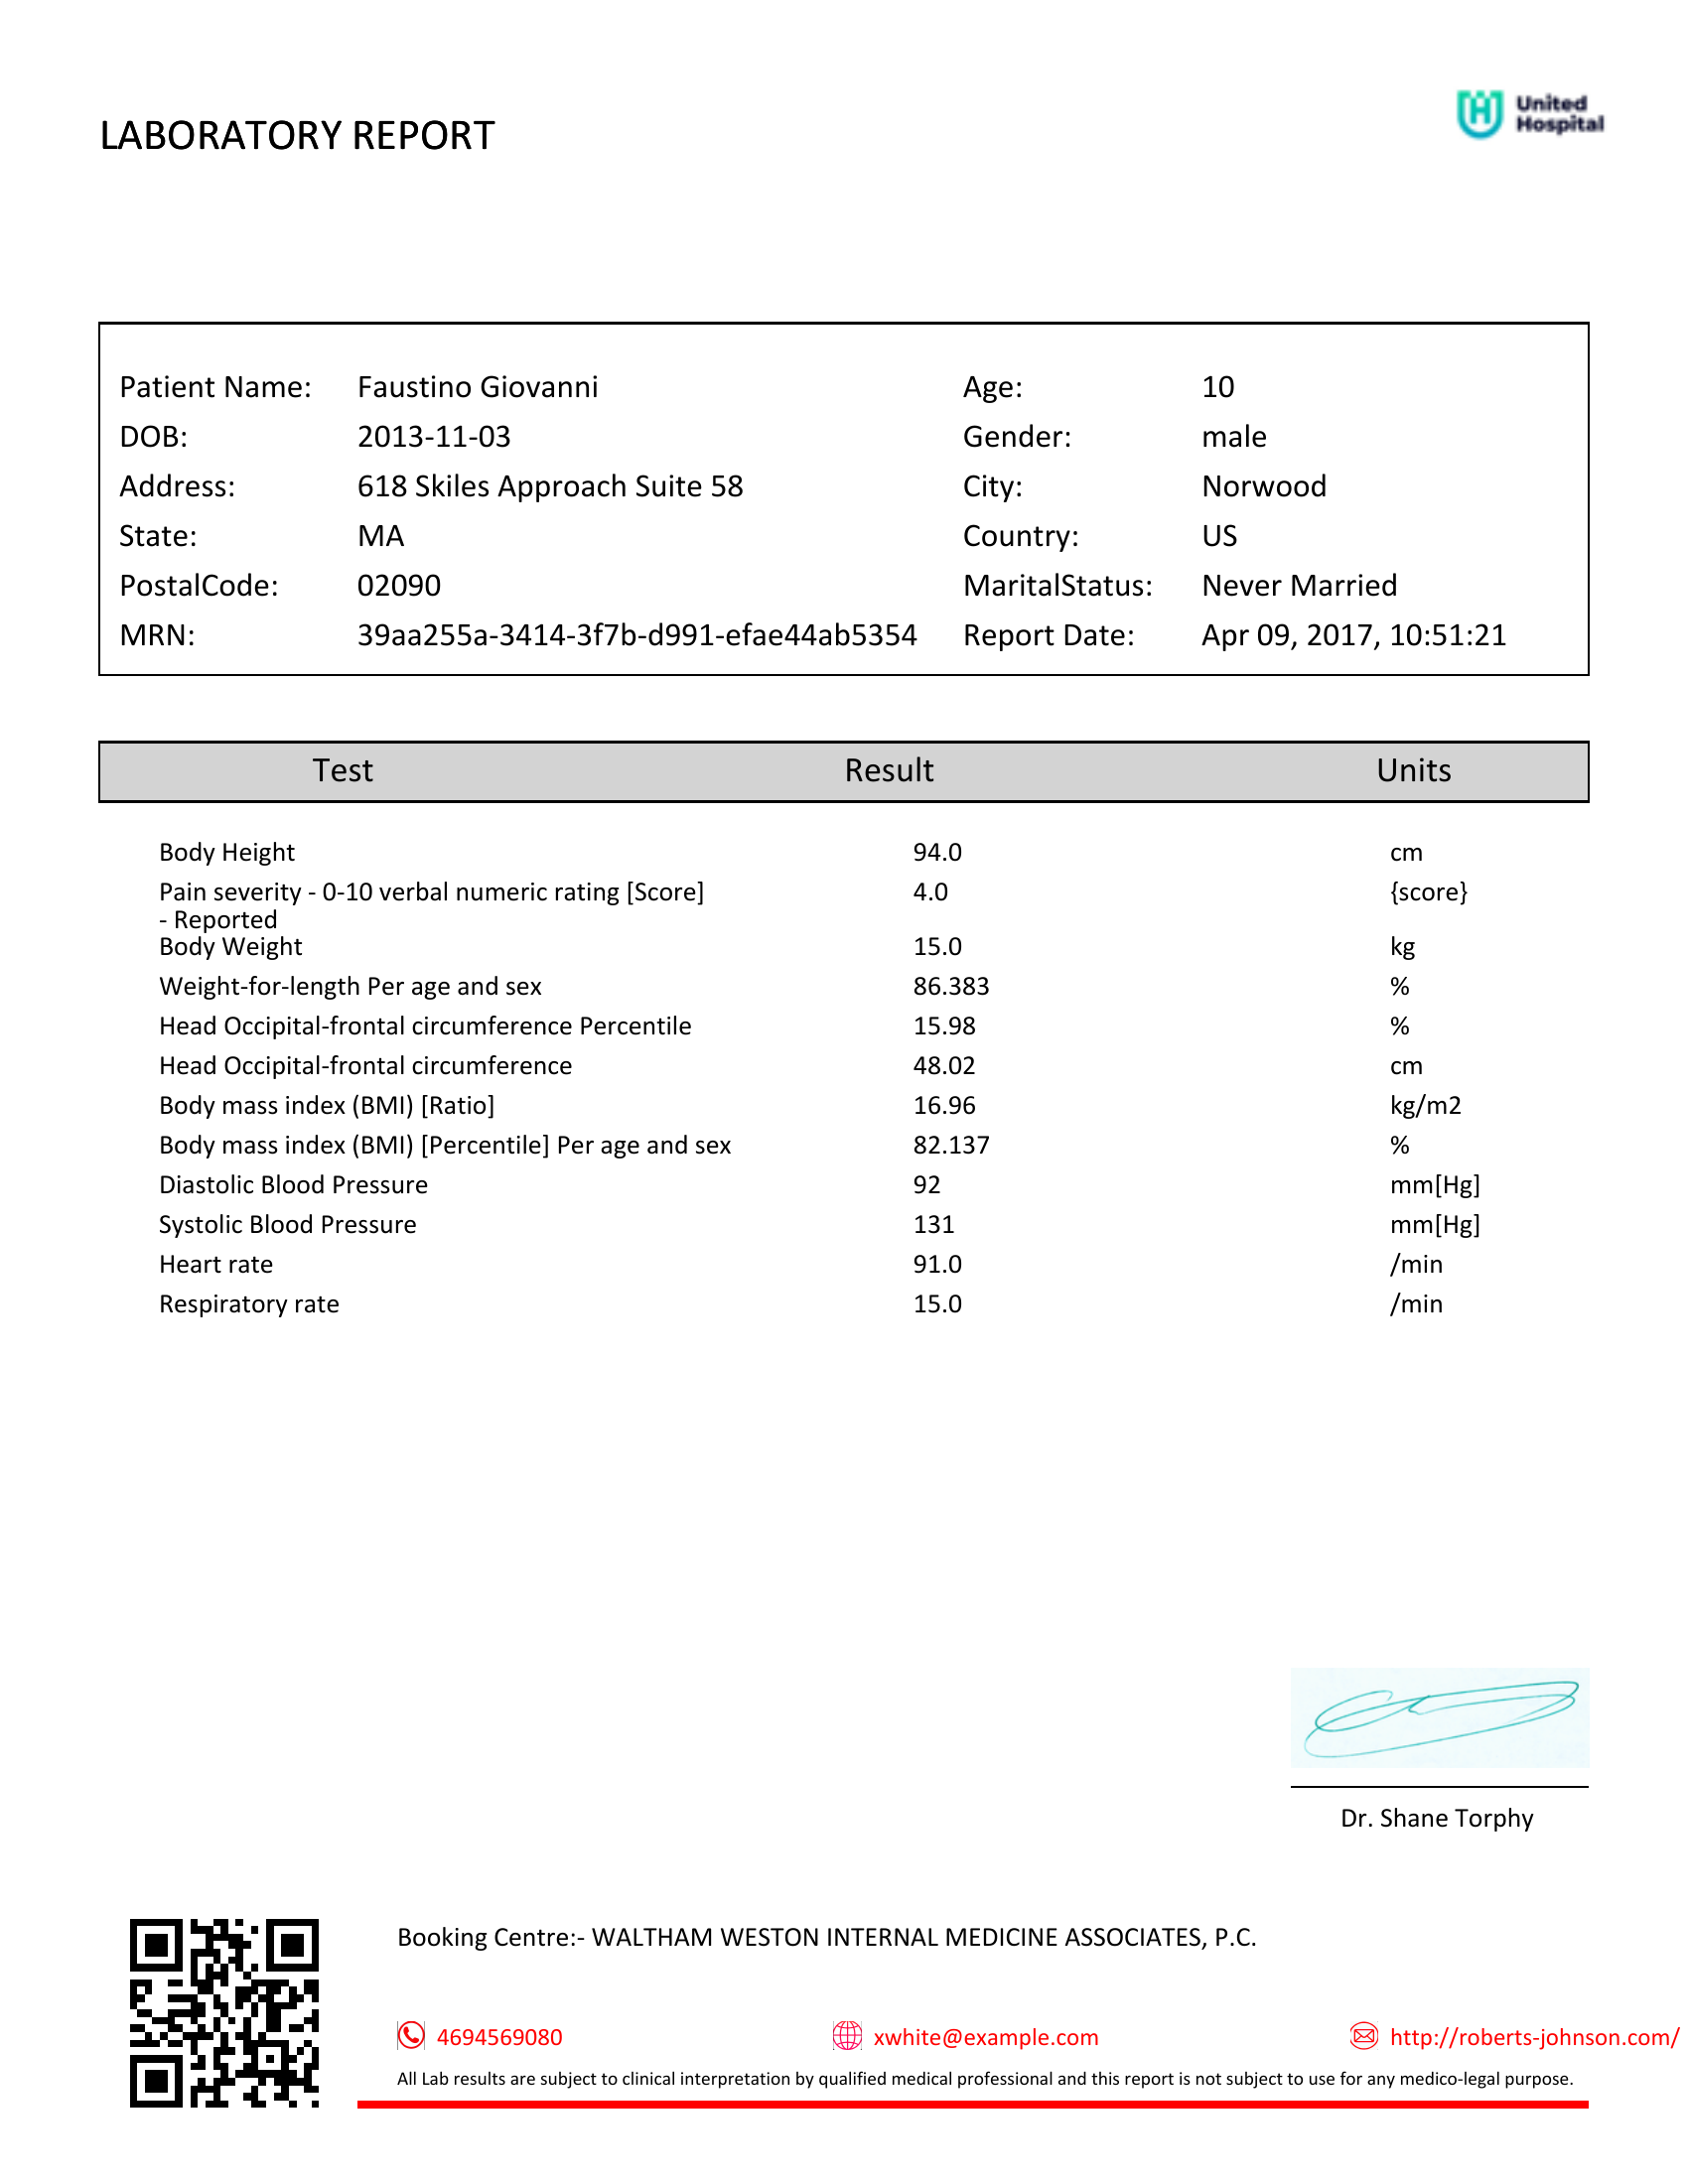 United
Hospital
LABORATORY REPORT
Patient Name: Faustino Giovanni Age: 10
DOB: 2013-11-03 Gender: male
Address: 618 Skiles Approach Suite 58 City: Norwood
State: MA Country: US
PostalCode: 02090 MaritalStatus: Never Married
MRN: 39aa255a-3414-3f7b-d991-efae44ab5354 Report Date: Apr 09, 2017, 10:51:21
Test Result Units
Body Height 94.0 cm
Pain severity - 0-10 verbal numeric rating [Score] 4.0 {score}
- Reported
Body Weight 15.0 kg
Weight-for-length Per age and sex 86.383 %
Head Occipital-frontal circumference Percentile 15.98 %
Head Occipital-frontal circumference 48.02 cm
Body mass index (BMI) [Ratio] 16.96 kg/m2
Body mass index (BMI) [Percentile] Per age and sex 82.137 %
Diastolic Blood Pressure 92 mm[Hg]
Systolic Blood Pressure 131 mm[Hg]
Heart rate 91.0 /min
Respiratory rate 15.0 /min
Dr. Shane Torphy
Booking Centre:- WALTHAM WESTON INTERNAL MEDICINE ASSOCIATES, P.C.
4694569080 xwhite@example.com http://roberts-johnson.com/
All Lab results are subject to clinical interpretation by qualified medical professional and this report is not subject to use for any medico-legal purpose.